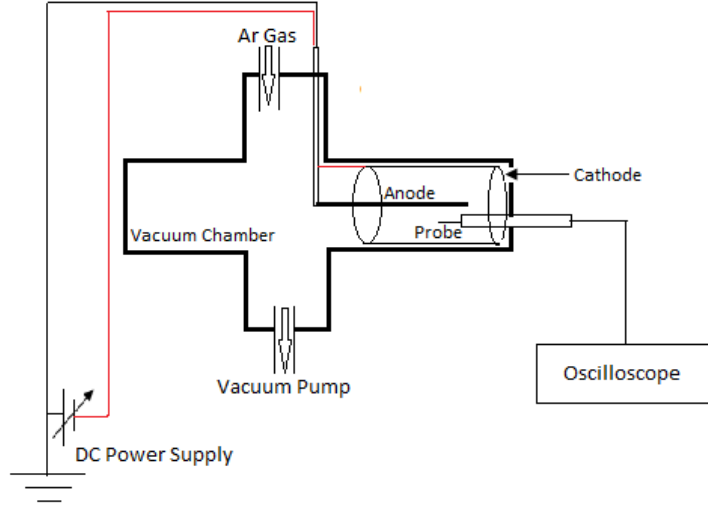 Ar Gas
Cathode
Anode
Probe
Vacuum Chamber
Oscilloscope
Vacuum Pump
DC Power Supply